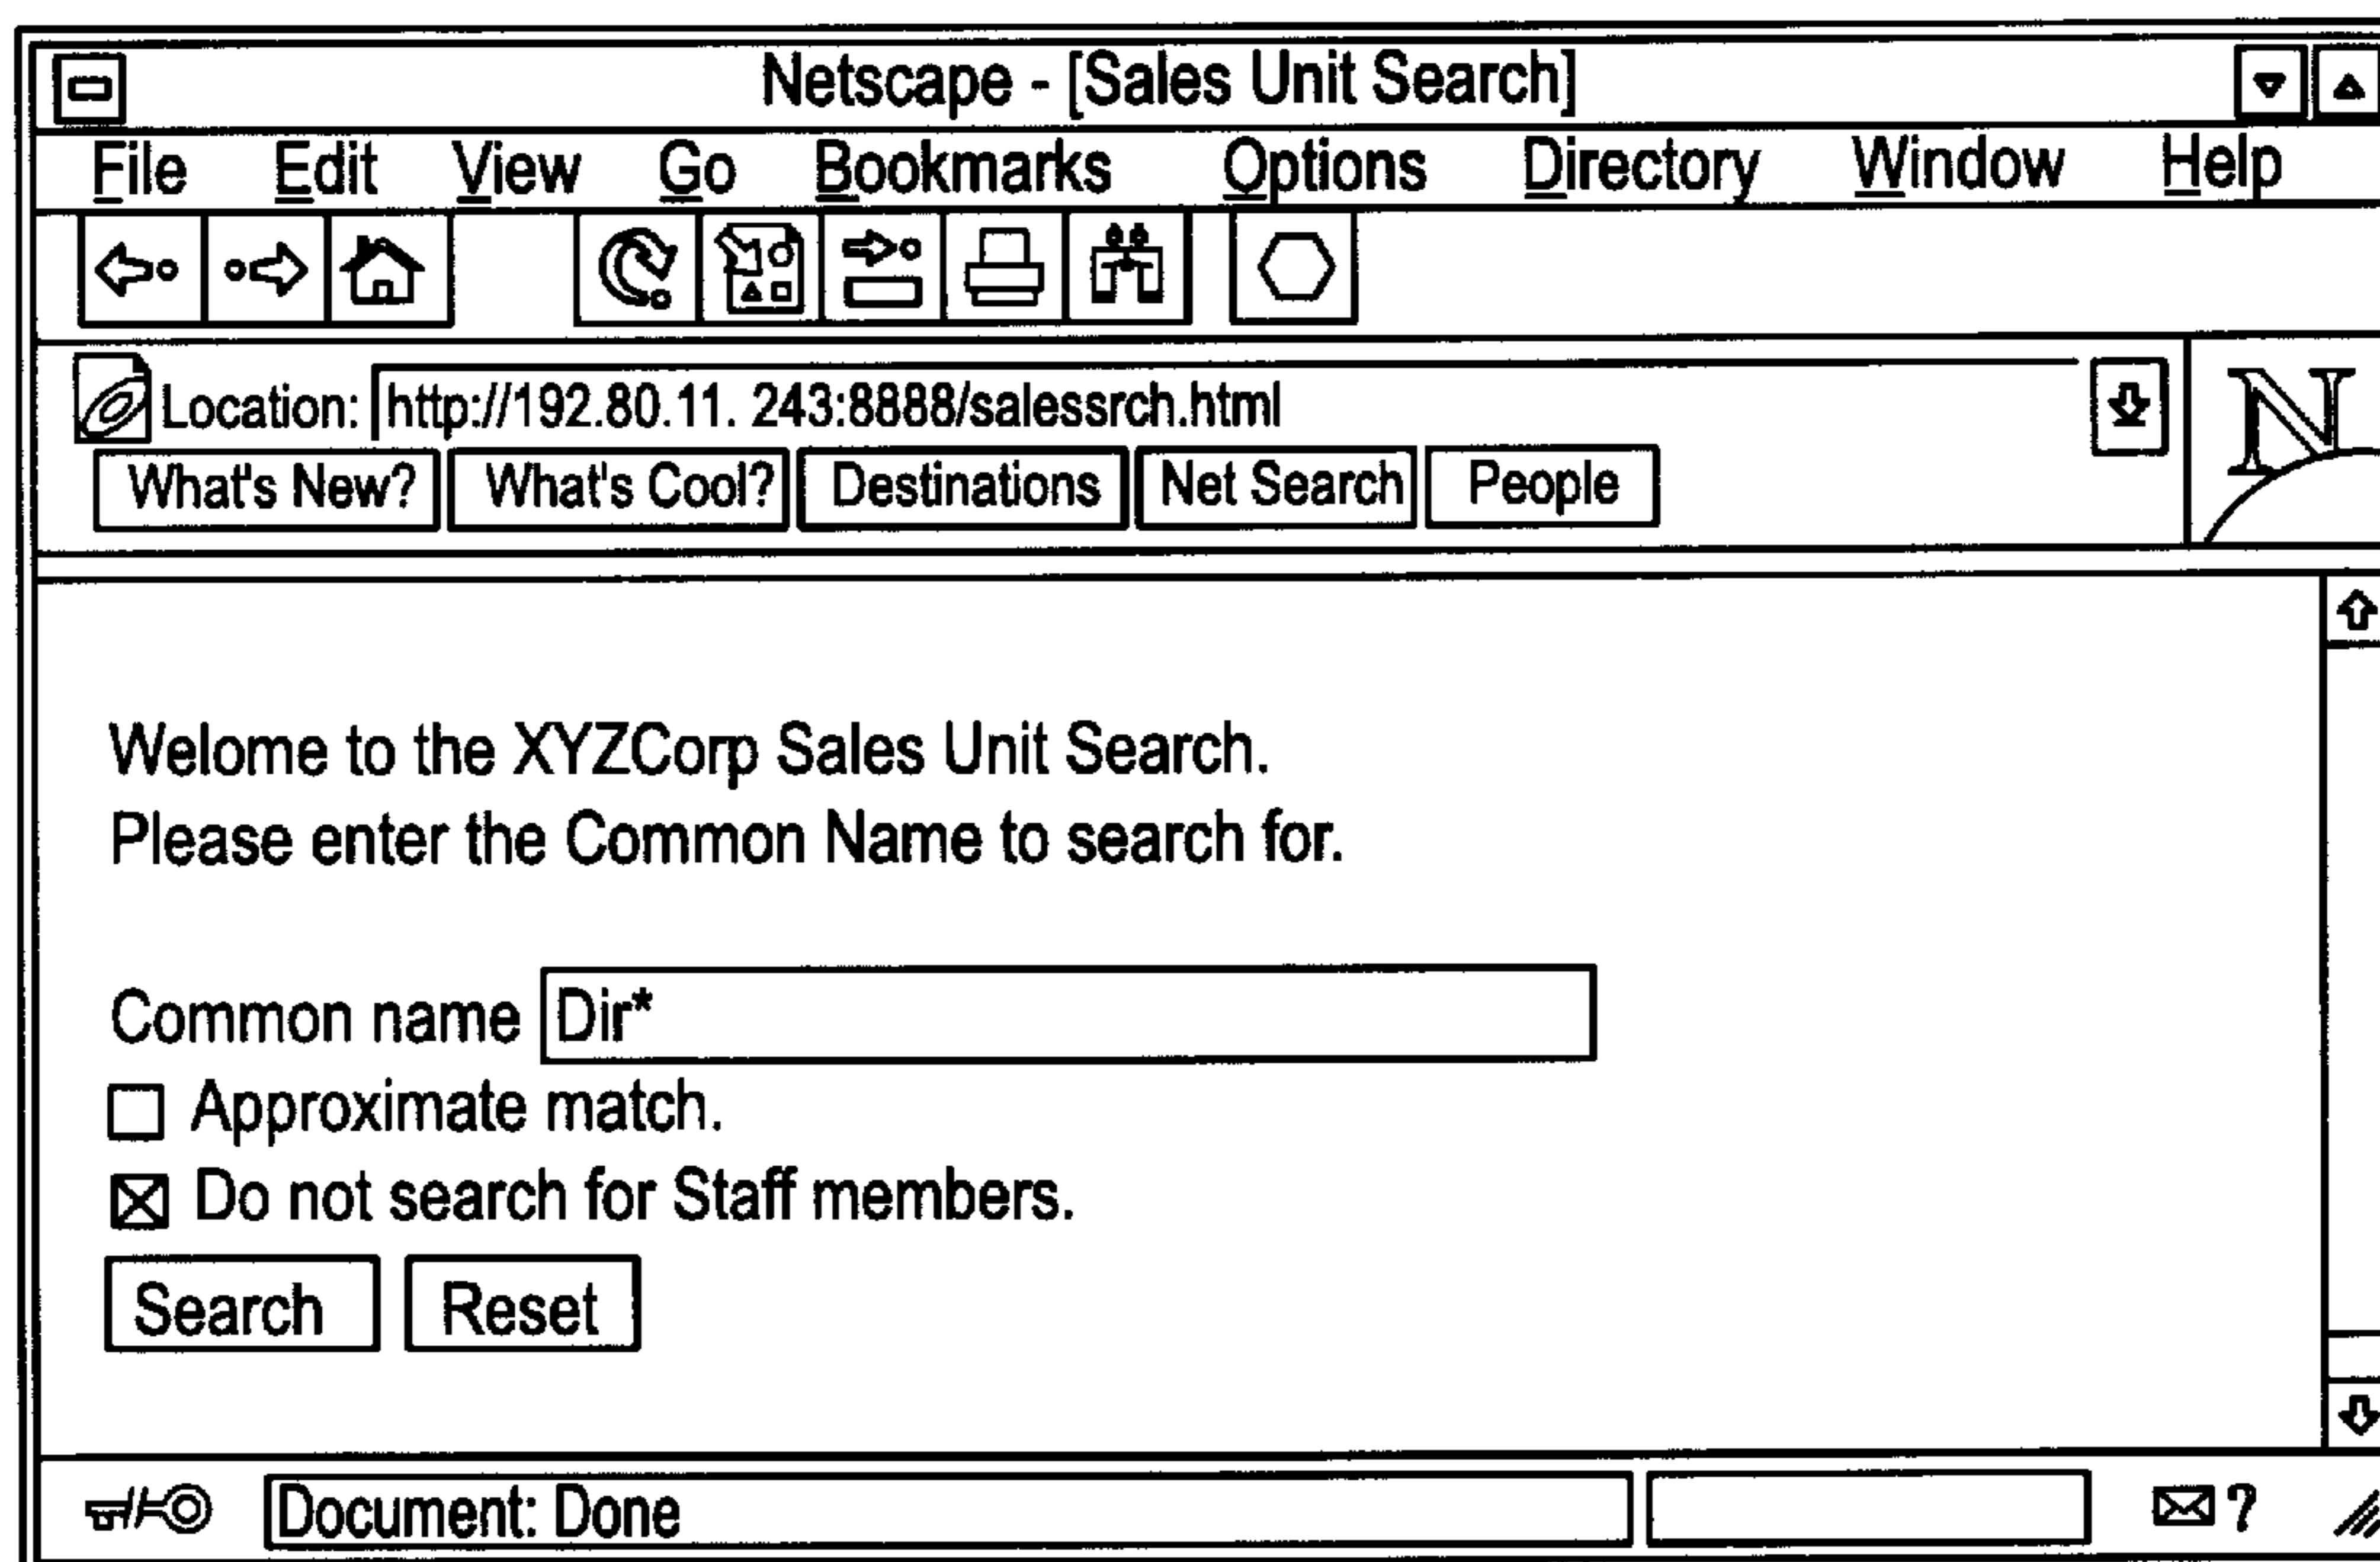 Netscape - [Sales Unit Search]
File Edit View Go Bookmarks Options Directory Window Help
Location: http://192.80.11. 243:8888/salessrch.html
N
What's New? What's Cool? Destinations Net Search People
Welome to the XYZCorp Sales Unit Search.
Please enter the Common Name to search for.
Common name Dir*
Approximate match.
Do not search for Staff members.
Search Reset
Document: Done
?